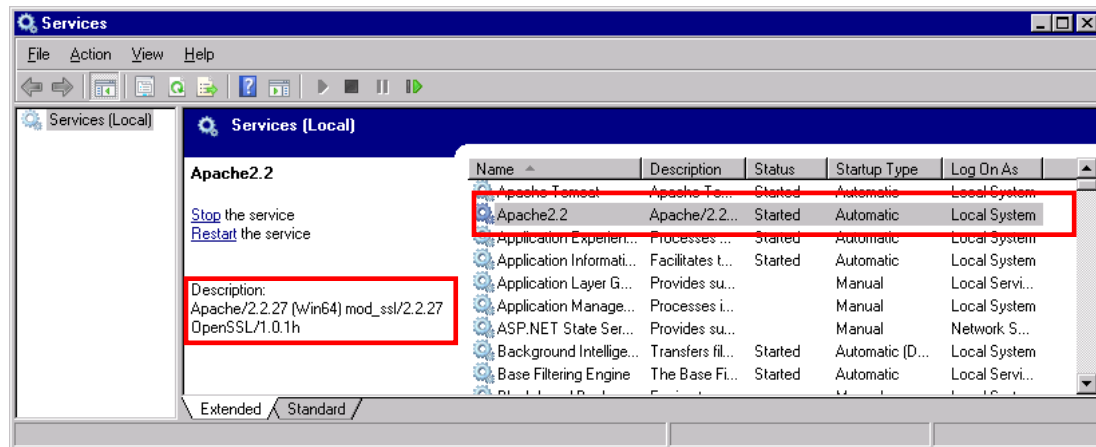 Services
File Action View Help
Services (Local)
Services (Local)
Apache2.2
Stop the service
Restart the service
Description:
Apache/2.2.27 (Win64) mod_ssl/2.2.27
OpenSSL/1.0.1h
Name Description Status Startup Type Log On As
Apache Tomcat Apache To... Started Automatic Local System
Apache2.2 Apache/2.2... Started Automatic Local System
Application Experien... Processes ... Started Automatic Local System
Application Informati... Facilitates t... Started Automatic Local System
Application Layer G... Provides su... Manual Local Servi...
Application Manage... Processes i... Manual Local System
ASP.NET State Ser... Provides su... Manual Network S...
Background Intellige... Transfers fil... Started Automatic (D... Local System
Base Filtering Engine The Base Fi... Started Automatic Local Servi...
Extended Standard